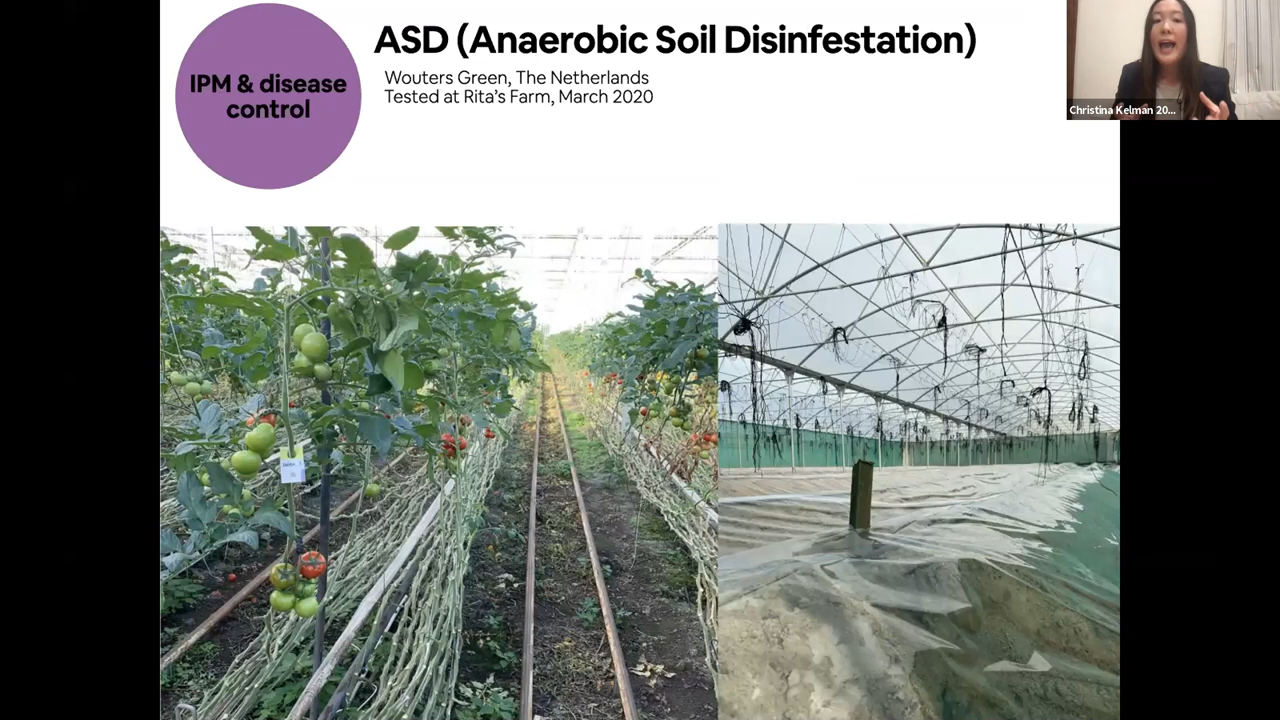 IPM & disease
control
ASD (Anaerobic Soil Disinfestation)
Wouters Green, The Netherlands
Tested at Rita's Farm, March 2020
Christina Kelman 20...